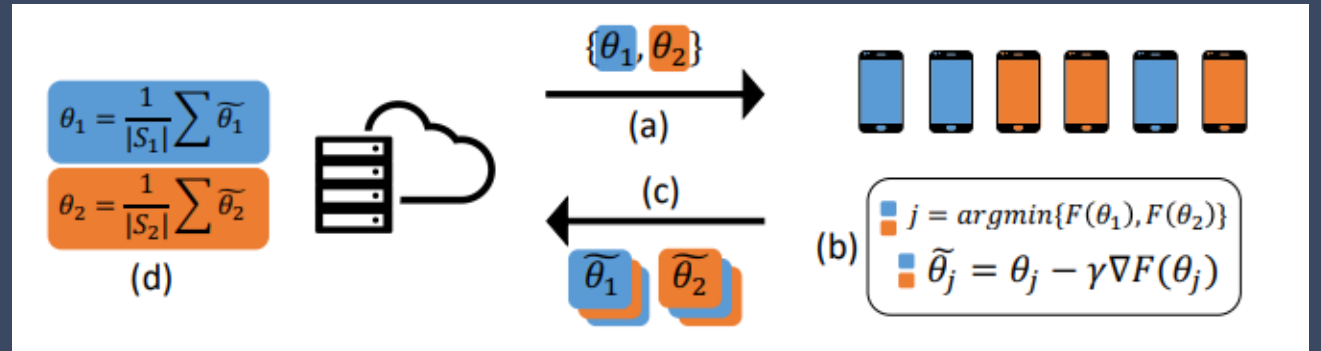 {θ₁, θ₂}
(a)
θ₁ = 1/|S₁| ∑ θ̃₁
θ₂ = 1/|S₂| ∑ θ̃₂
(d)
(c)
θ̃₁ θ̃₂
(b)
j = argmin{F(θ₁), F(θ₂)}
θ̃ⱼ = θⱼ − γ∇F(θⱼ)